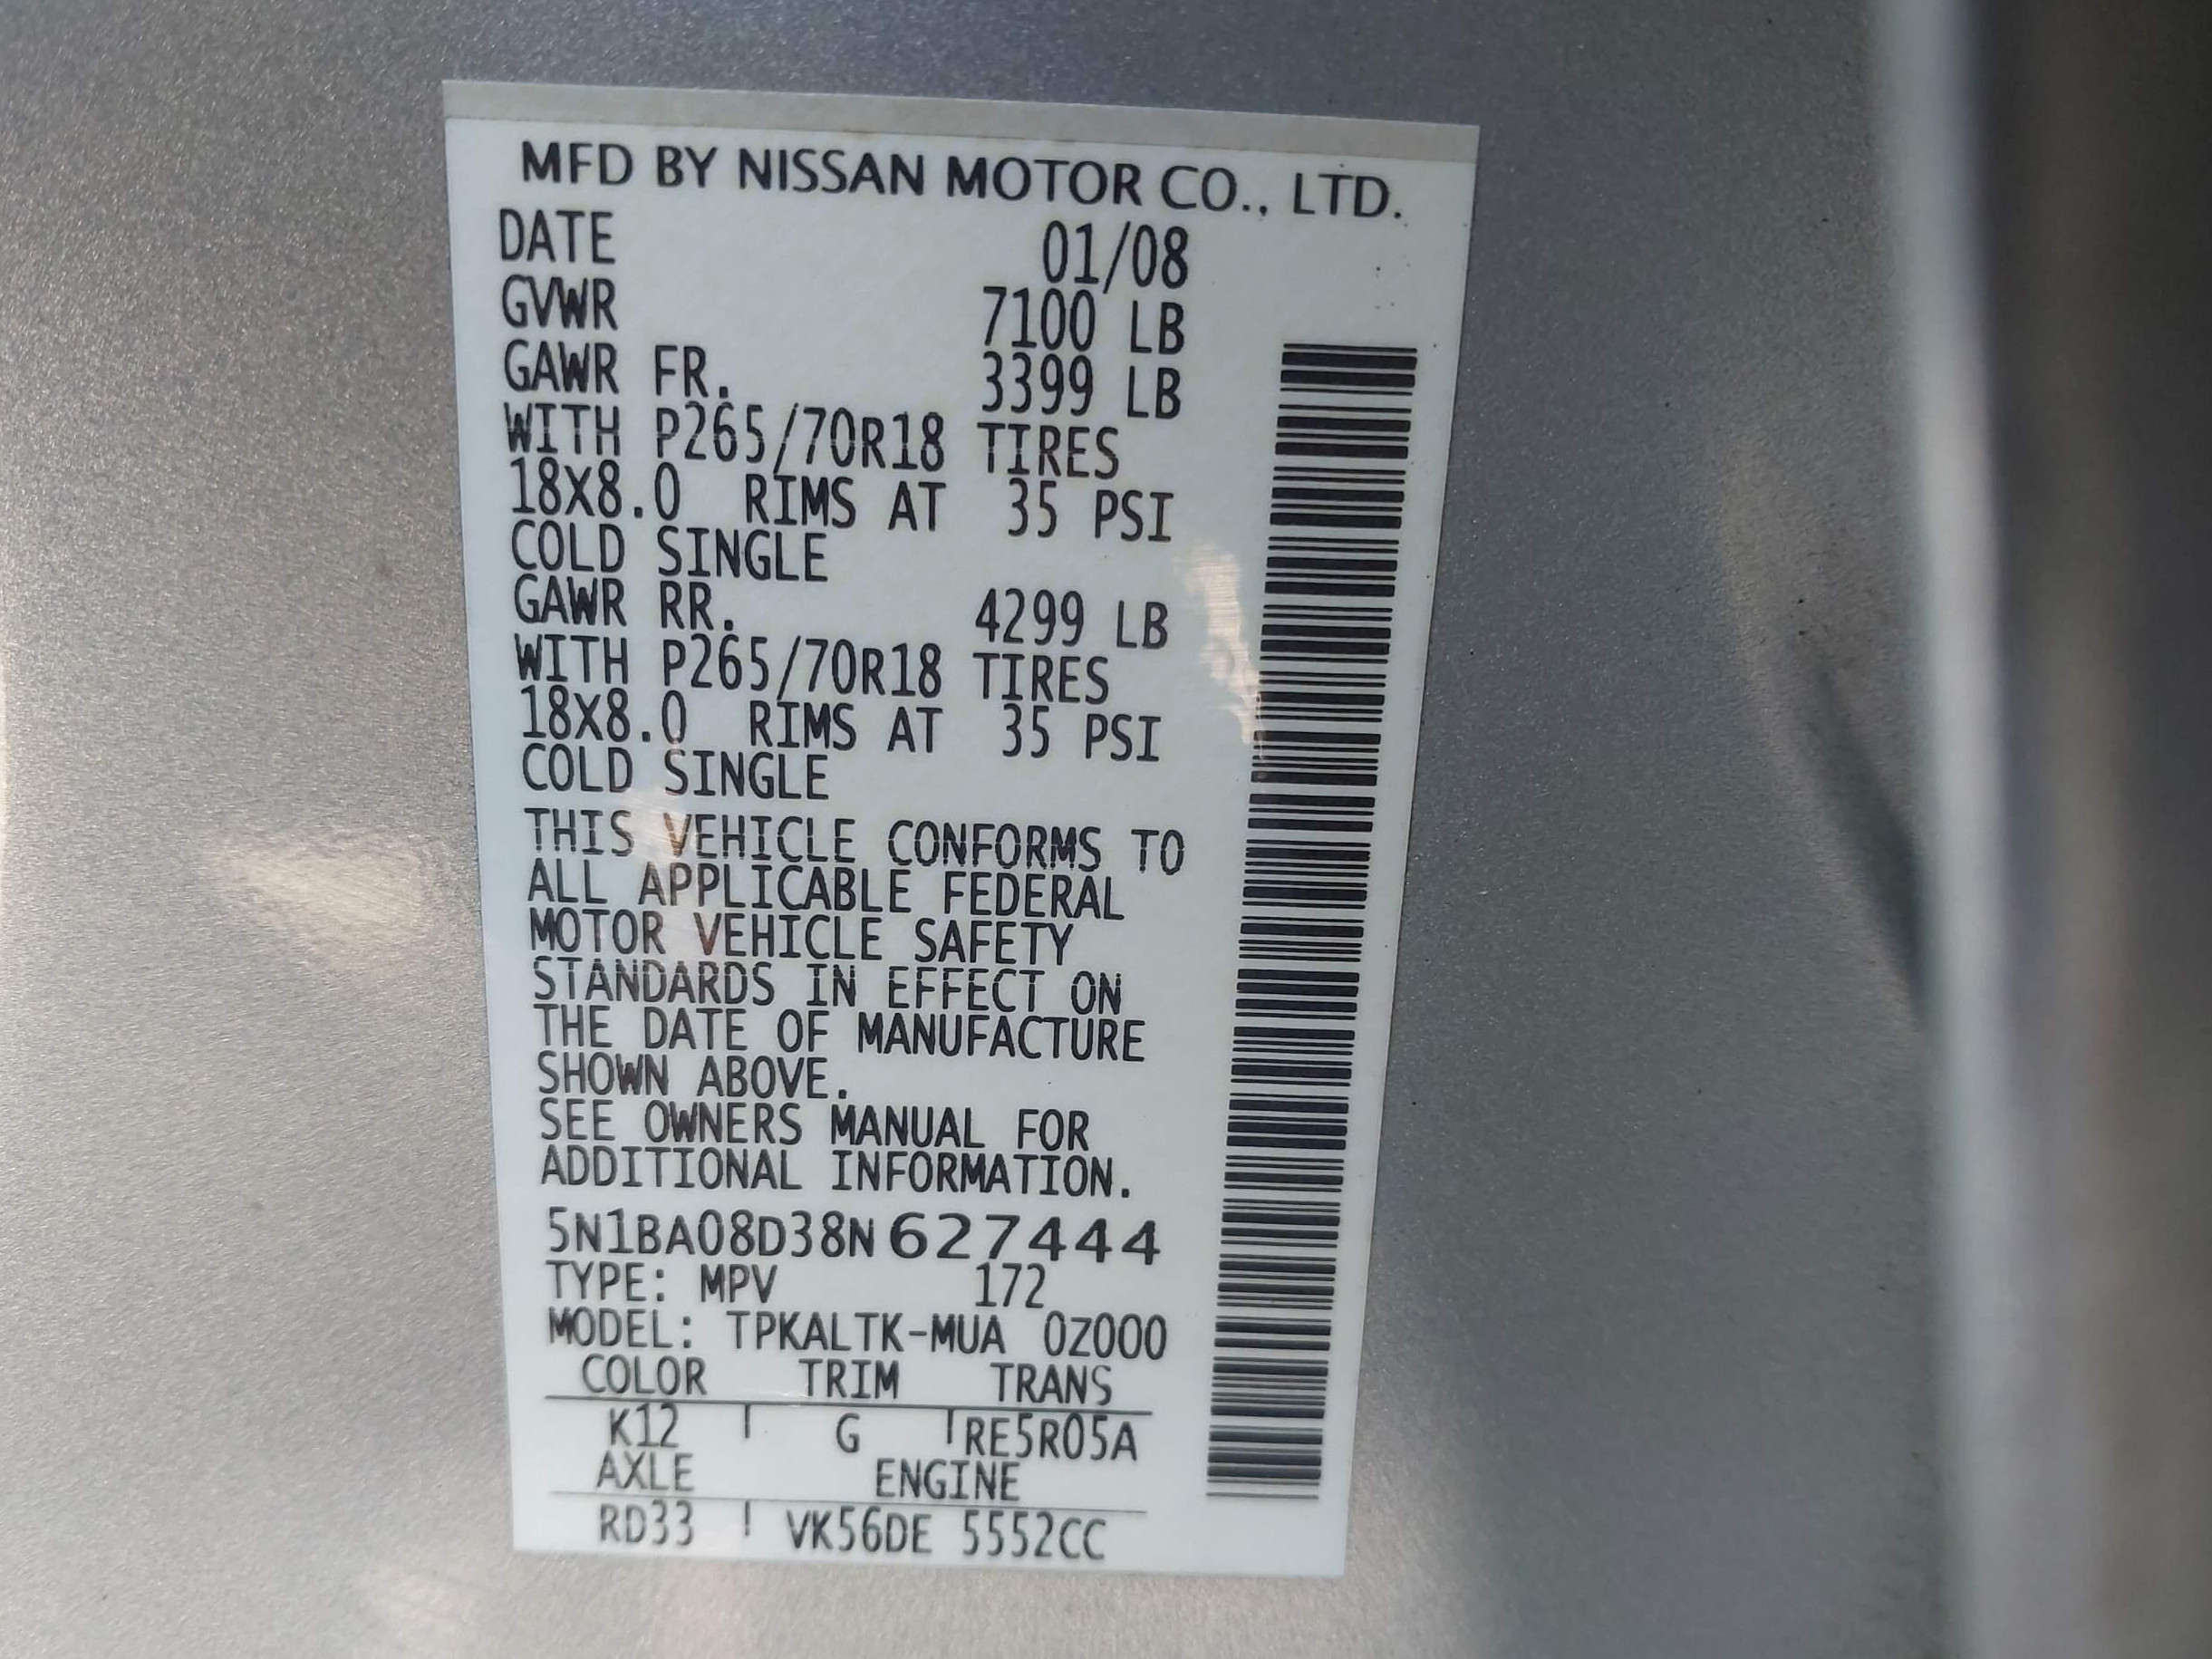 MFD BY NISSAN MOTOR CO., LTD.
DATE 01/08
GVWR 7100 LB
GAWR FR. 3399 LB
WITH P265/70R18 TIRES
18X8.0 RIMS AT 35 PSI
COLD SINGLE
GAWR RR. 4299 LB
WITH P265/70R18 TIRES
18X8.0 RIMS AT 35 PSI
COLD SINGLE
THIS VEHICLE CONFORMS TO
ALL APPLICABLE FEDERAL
MOTOR VEHICLE SAFETY
STANDARDS IN EFFECT ON
THE DATE OF MANUFACTURE
SHOWN ABOVE.
SEE OWNERS MANUAL FOR
ADDITIONAL INFORMATION.
5N1BA08D38N627444
TYPE: MPV 172
MODEL: TPKALTK-MUA 0Z000
COLOR TRIM TRANS
K12 G RE5R05A
AXLE ENGINE
RD33 VK56DE 5552CC